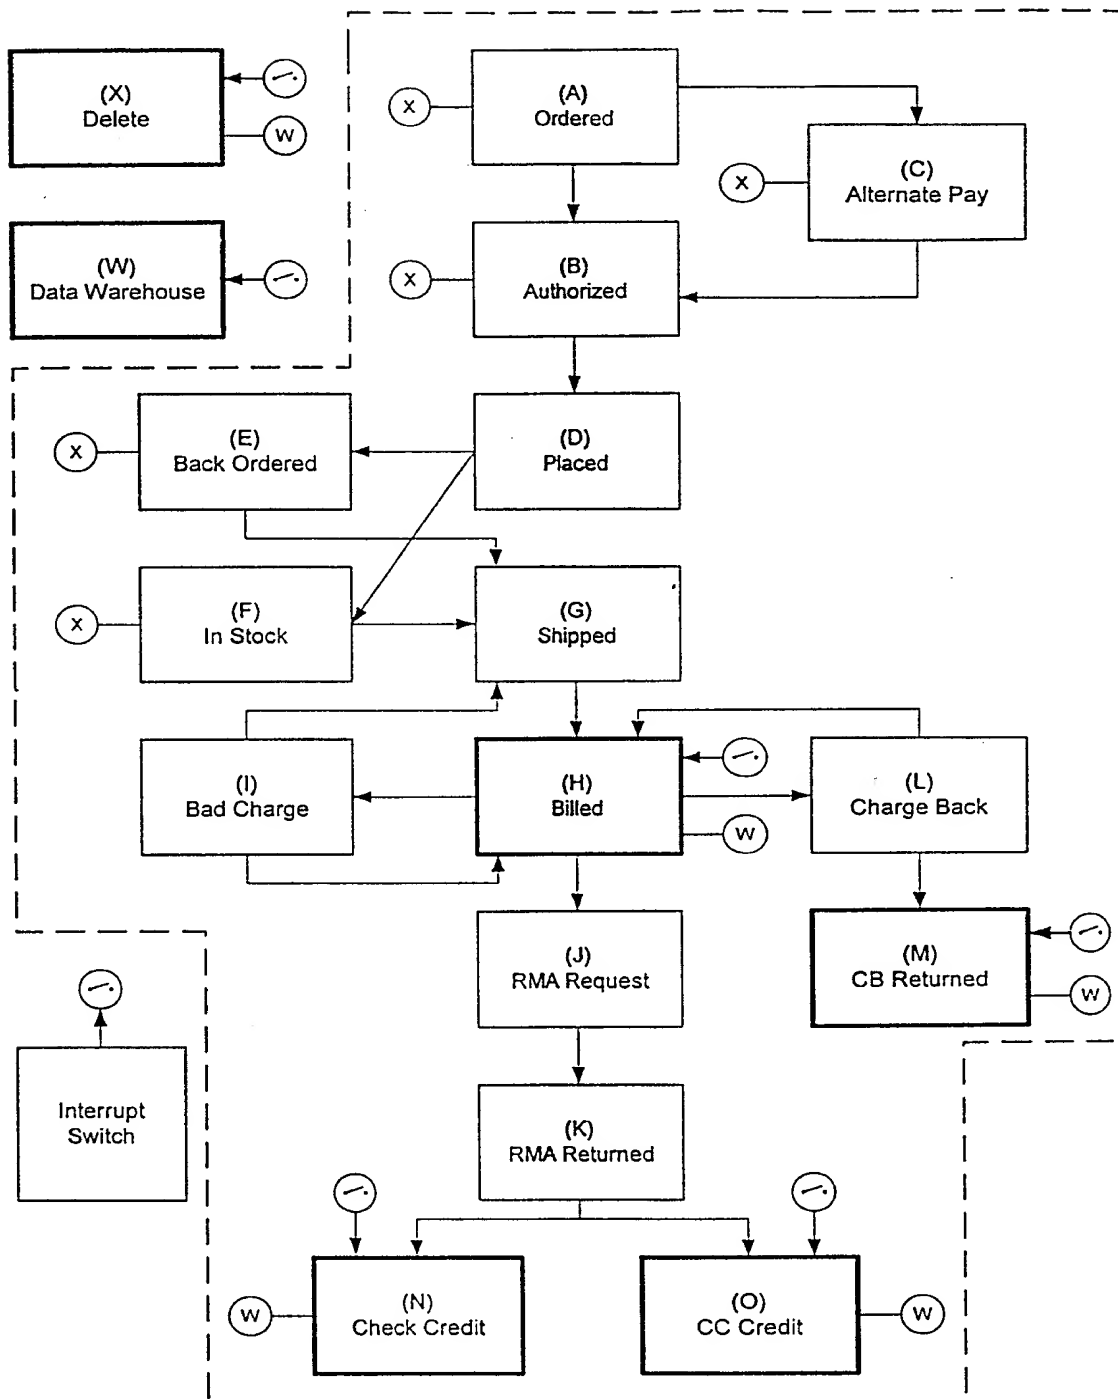 (X)
Delete
W
X
(A)
Ordered
X
(C)
Alternate Pay
(W)
Data Warehouse
X
(B)
Authorized
X
(E)
Back Ordered
(D)
Placed
X
(F)
In Stock
(G)
Shipped
(I)
Bad Charge
(H)
Billed
W
(L)
Charge Back
(J)
RMA Request
(M)
CB Returned
W
Interrupt
Switch
(K)
RMA Returned
W
(N)
Check Credit
(O)
CC Credit
W